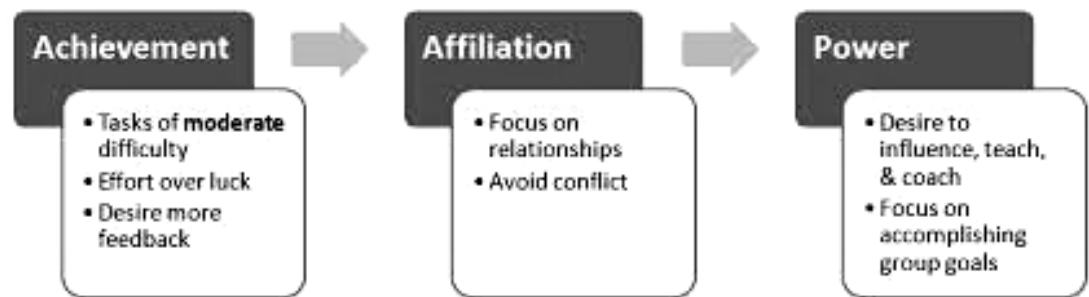 Achievement
• Tasks of moderate
difficulty
• Effort over luck
• Desire more
feedback
Affiliation
• Focus on
relationships
• Avoid conflict
Power
• Desire to
influence, teach,
& coach
• Focus on
accomplishing
group goals